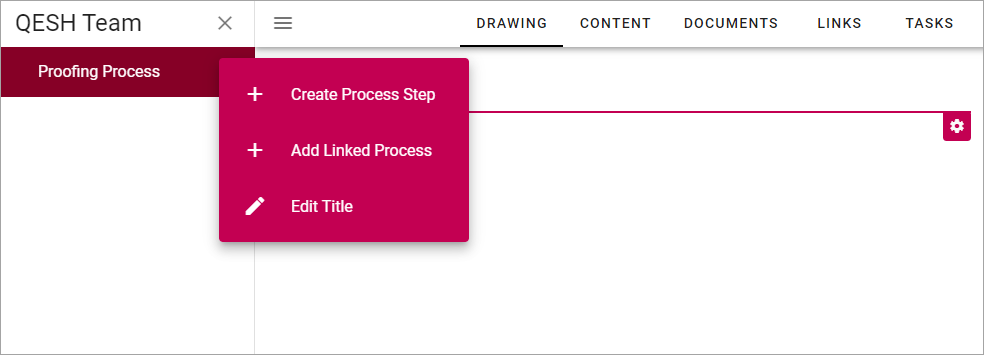 QESH Team
DRAWING
CONTENT
DOCUMENTS
LINKS
TASKS
Proofing Process
Create Process Step
Add Linked Process
Edit Title